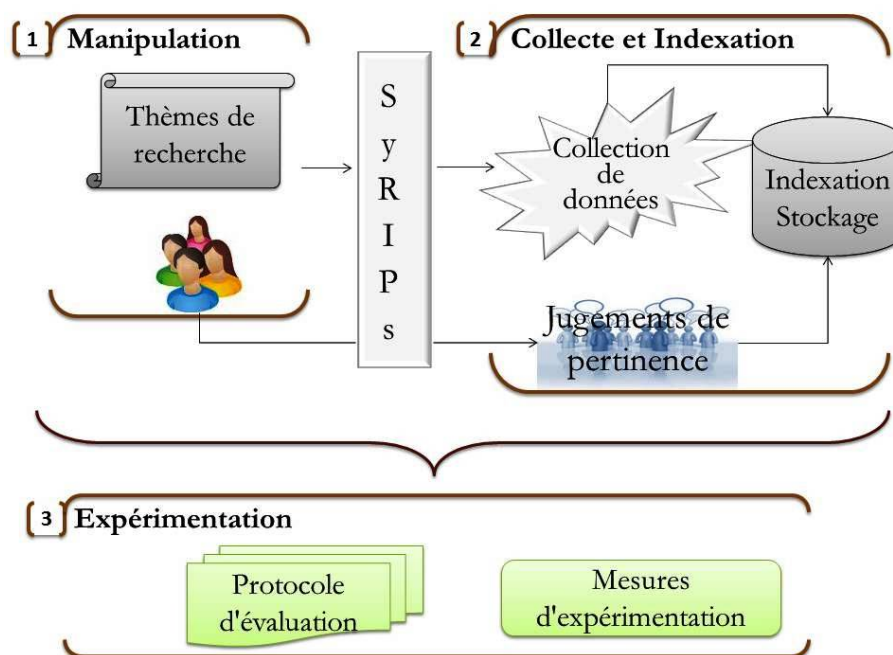 1 Manipulation
Thèmes de
recherche
S
y
R
I
P
s
2 Collecte et Indexation
Collection
de
données
Indexation
Stockage
Jugements de
pertinence
3 Expérimentation
Protocole
d'évaluation
Mesures
d'expérimentation